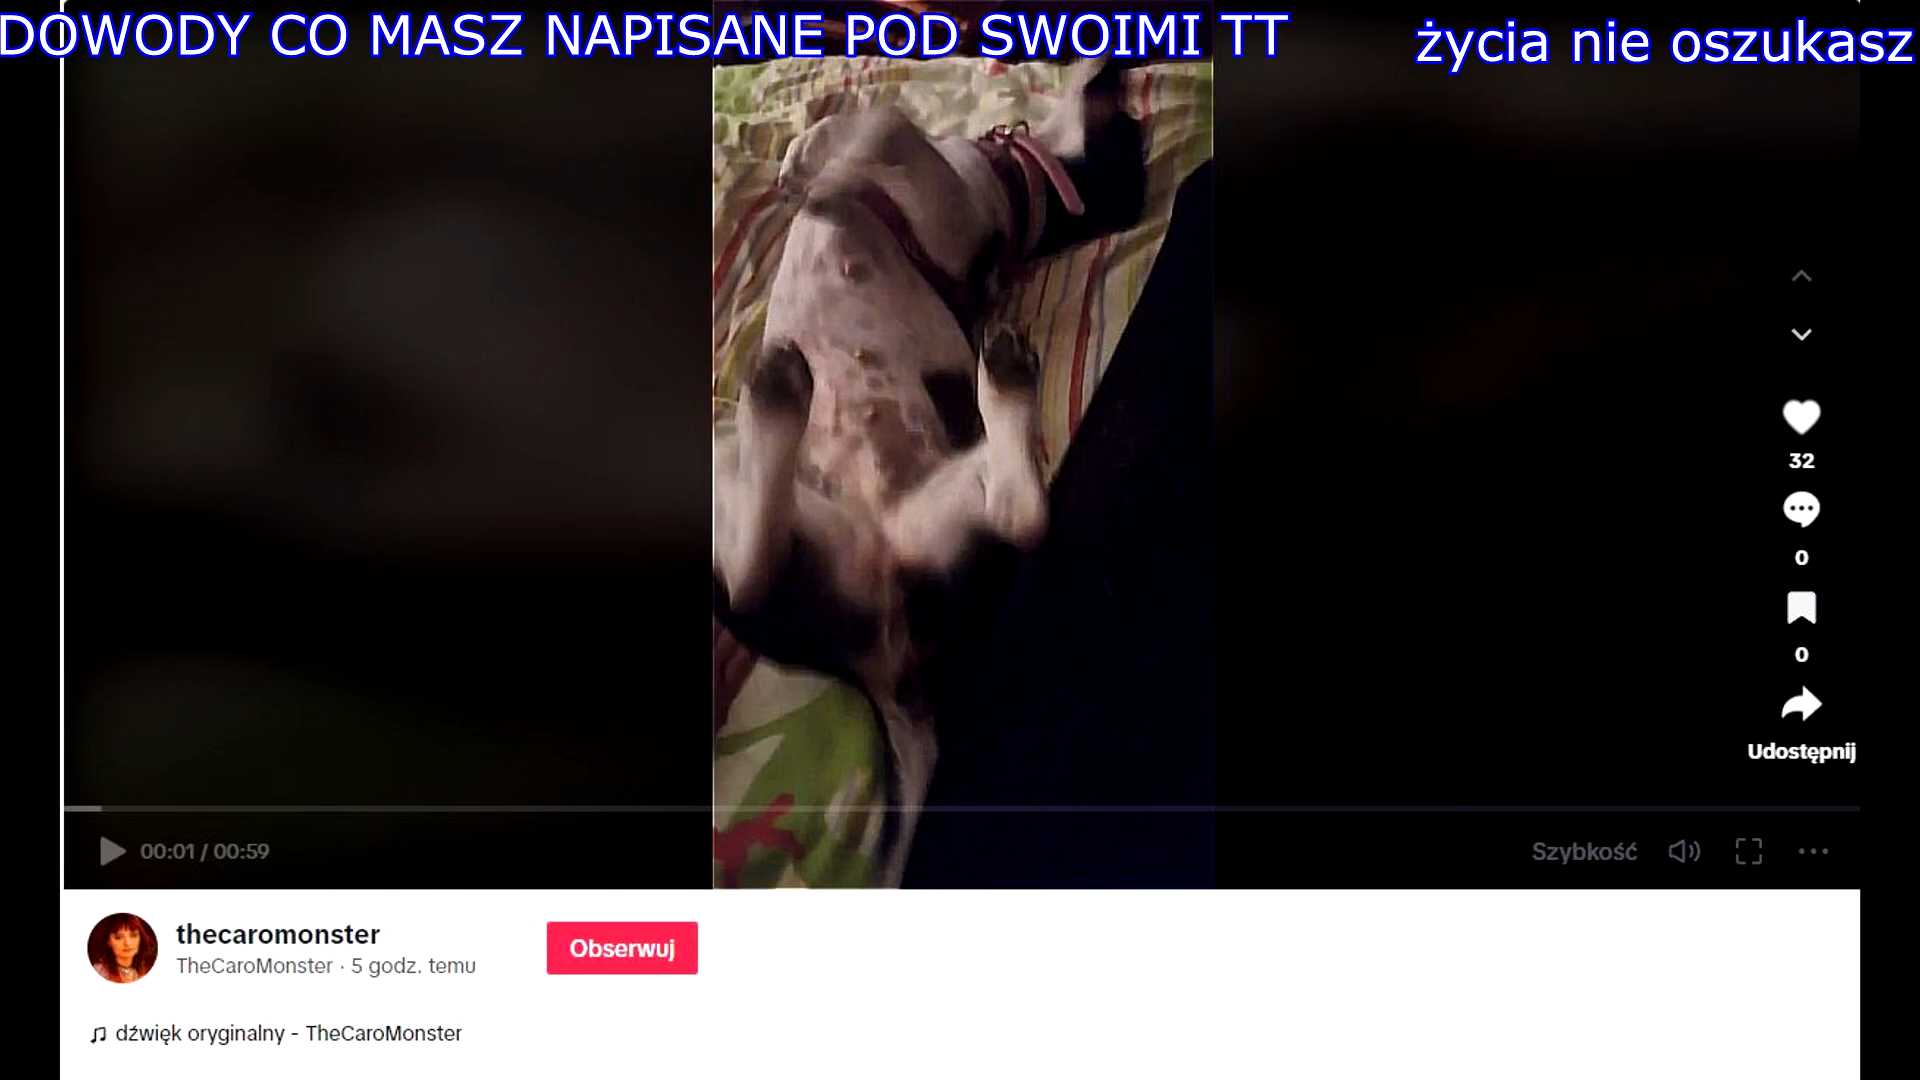 DOWODY CO MASZ NAPISANE POD SWOIMI TT
życia nie oszukasz
32
0
0
Udostępnij
00:01 / 00:59
Szybkość
thecaromonster
TheCaroMonster · 5 godz. temu
Obserwuj
dźwięk oryginalny - TheCaroMonster